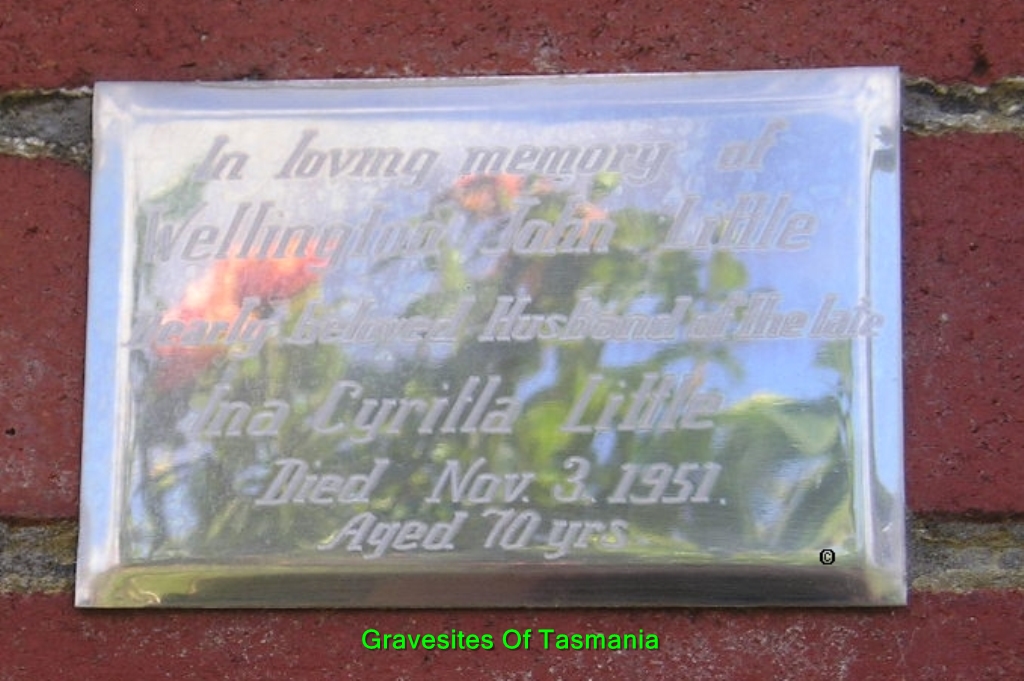 In loving memory of
Wellington John Little
Dearly beloved Husband of the late
Ina Cyrilla Little
Died Nov. 3. 1951.
Aged 70 yrs.
©
Gravesites Of Tasmania